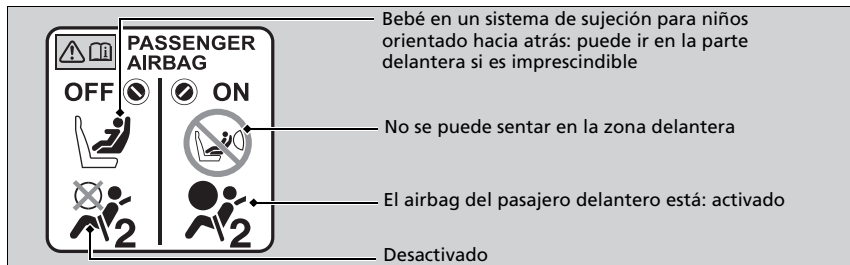 PASSENGER
AIRBAG
OFF
ON
2
2
Bebé en un sistema de sujeción para niños
orientado hacia atrás: puede ir en la parte
delantera si es imprescindible
No se puede sentar en la zona delantera
El airbag del pasajero delantero está: activado
Desactivado